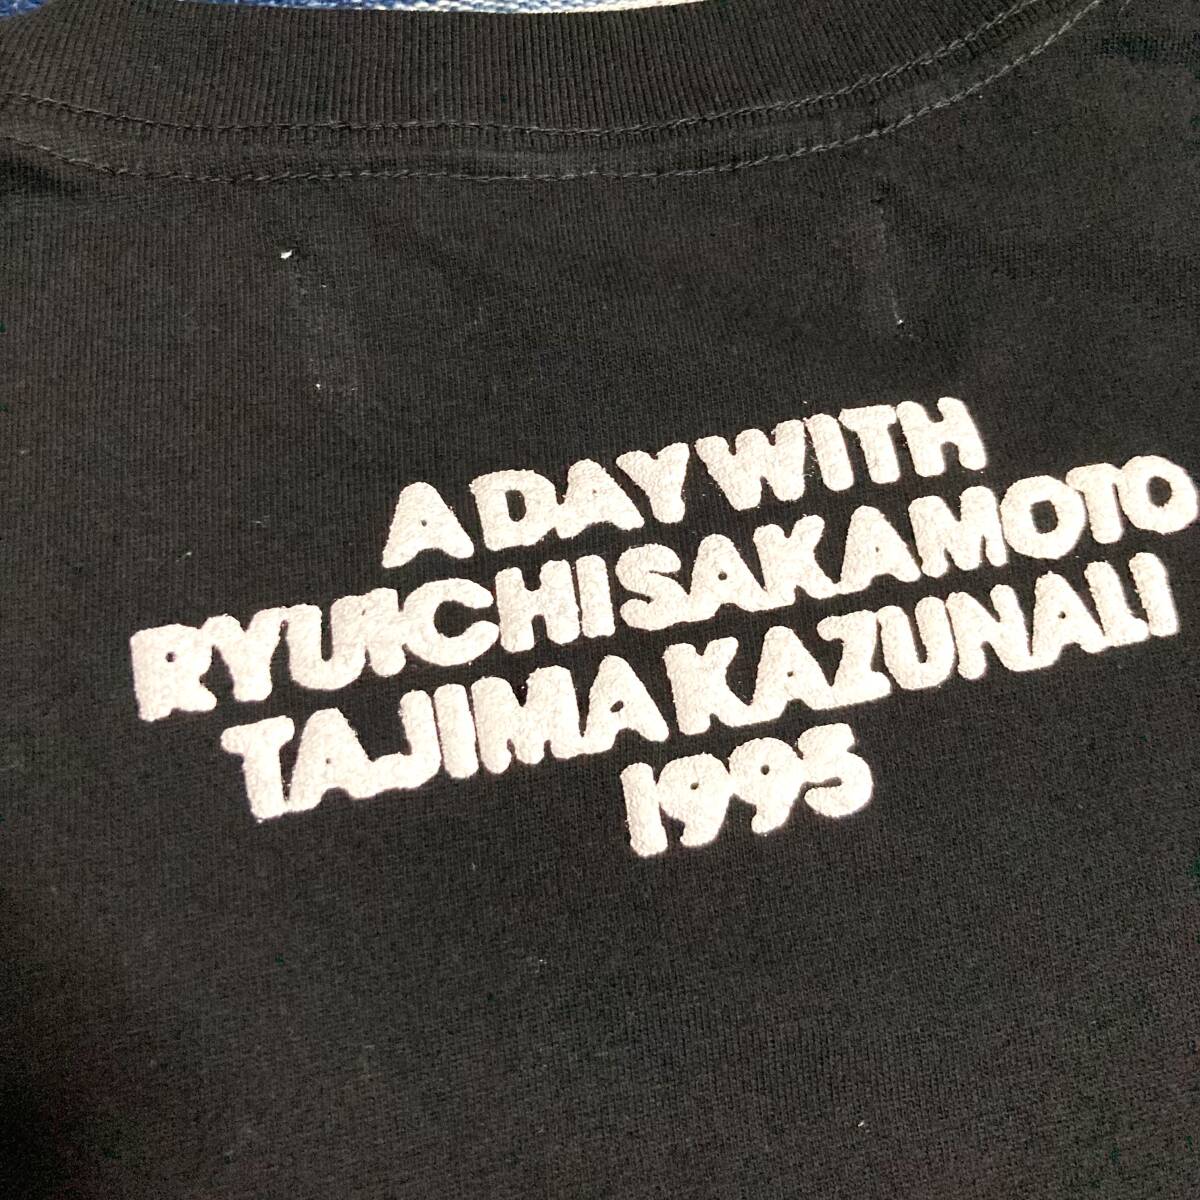 A DAY WITH
RYUICHI SAKAMOTO
TAJIMA KAZUNALI
1995